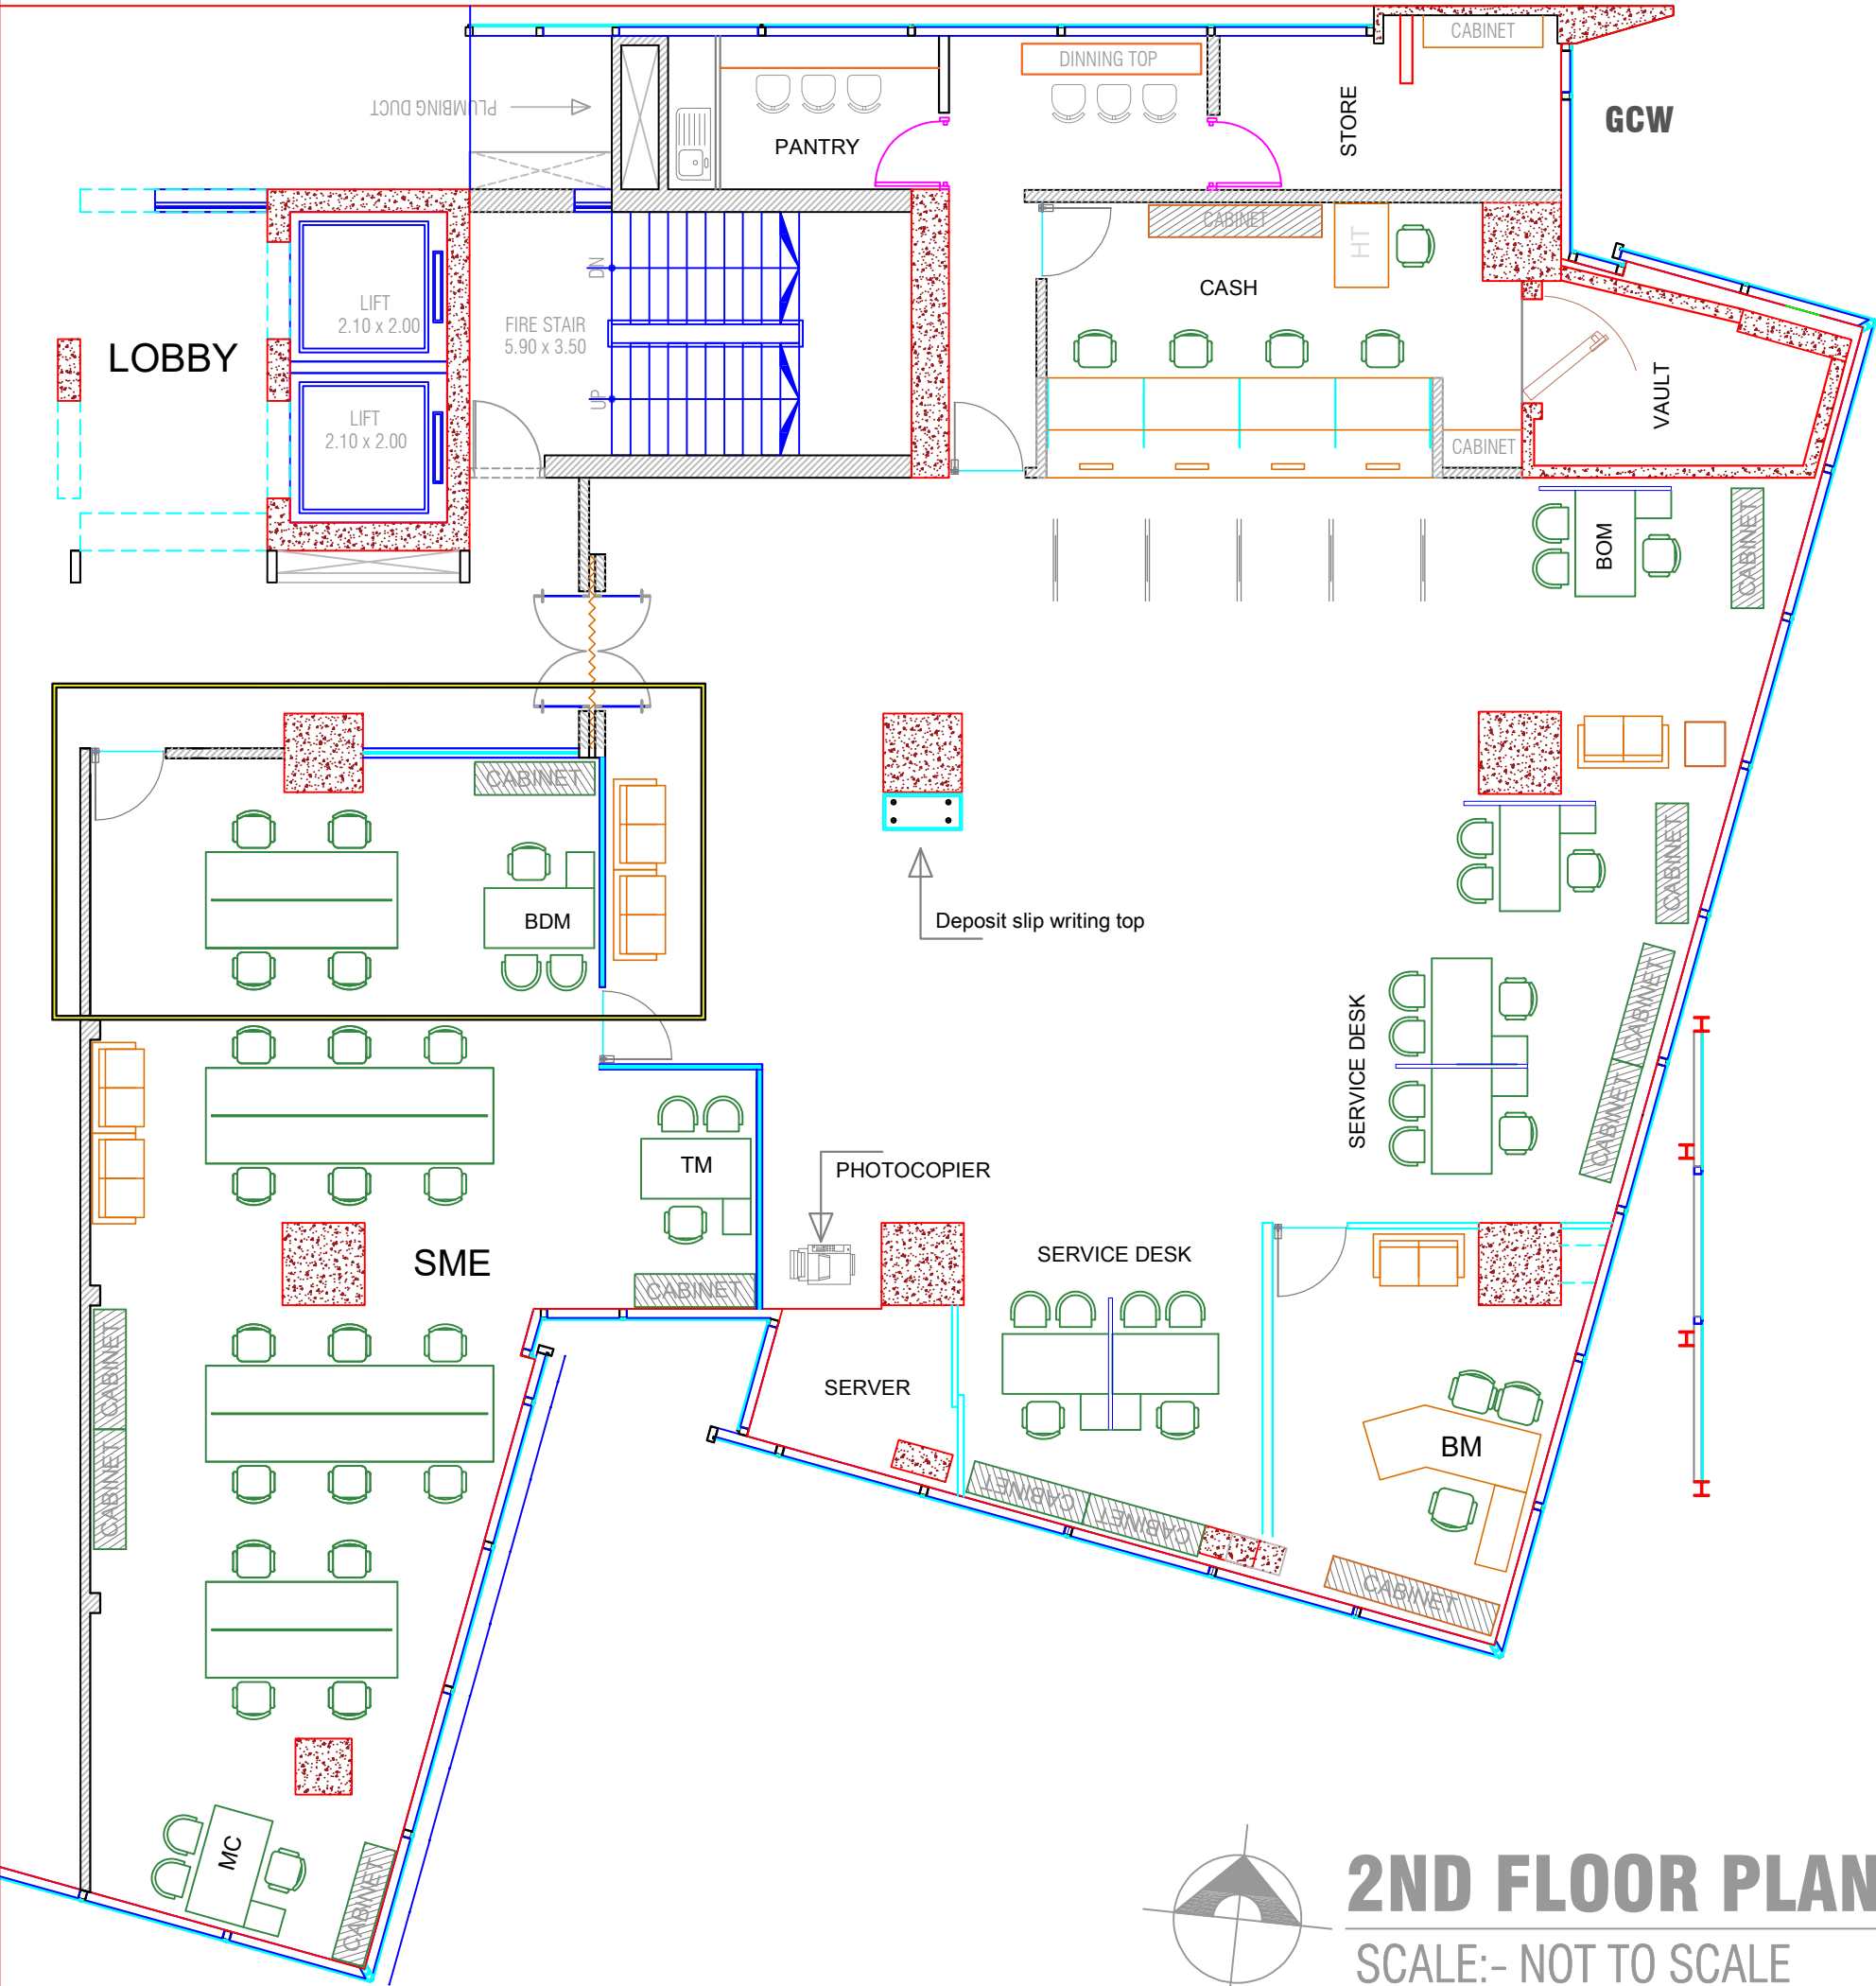 CABINET
DINNING TOP
PLUMBING DUCT
PANTRY
STORE
GCW
CABINET
HT
CASH
DN
LIFT
2.10 x 2.00
FIRE STAIR
5.90 x 3.50
LOBBY
UP
LIFT
2.10 x 2.00
VAULT
CABINET
BOM
CABINET
CABINET
BDM
Deposit slip writing top
CABINET
CABINET
CABINET
SERVICE DESK
TM
PHOTOCOPIER
SME
CABINET
SERVICE DESK
CABINET
CABINET
SERVER
BM
CABINET
CABINET
CABINET
MC
CABINET
2ND FLOOR PLAN
SCALE:- NOT TO SCALE